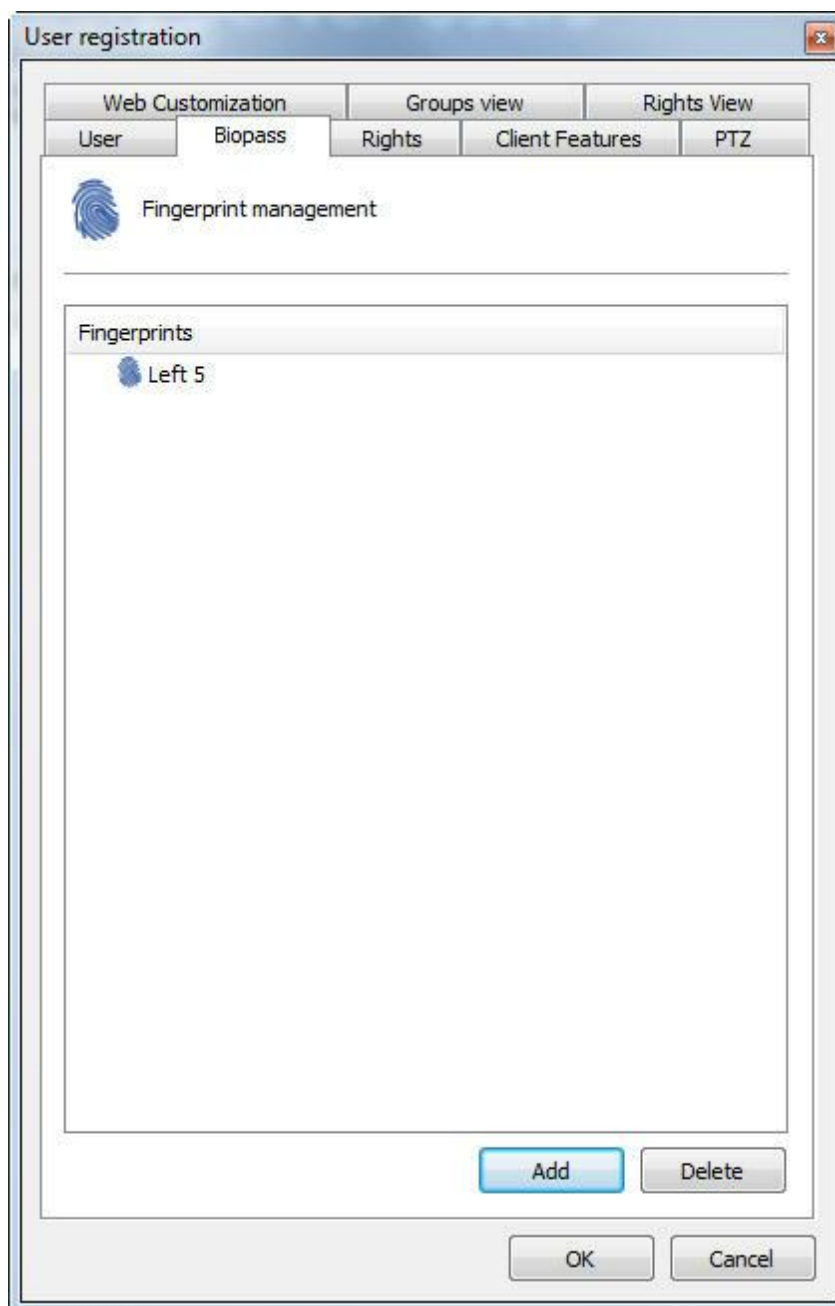 User registration
Web Customization Groups view Rights View
User Biopass Rights Client Features PTZ
Fingerprint management
Fingerprints
Left 5
Add Delete
OK Cancel